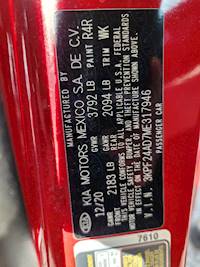 MANUFACTURED BY
KIA MOTORS MEXICO S.A. DE C.V.
12/20 GVWR 3792 LB PAINT R4R
GAWR 2183 LB GAWR 2094 LB TRIM WK
THIS VEHICLE CONFORMS TO ALL APPLICABLE U.S.A. FEDERAL
MOTOR VEHICLE SAFETY, BUMPER, AND THEFT PREVENTION STANDARDS
IN EFFECT ON THE DATE OF MANUFACTURE SHOWN ABOVE.
V.I.N. 3KPF24AD7ME317946
PASSENGER CAR
KIA
7610